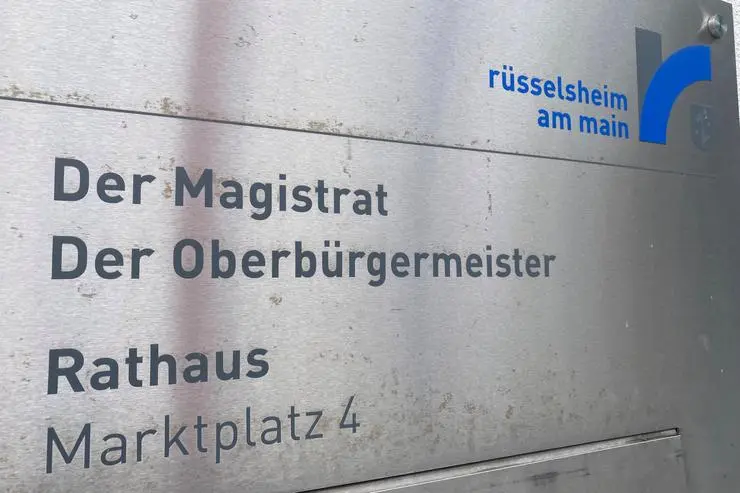 rüsselsheim
am main
Der Magistrat
Der Oberbürgermeister
Rathaus
Marktplatz 4